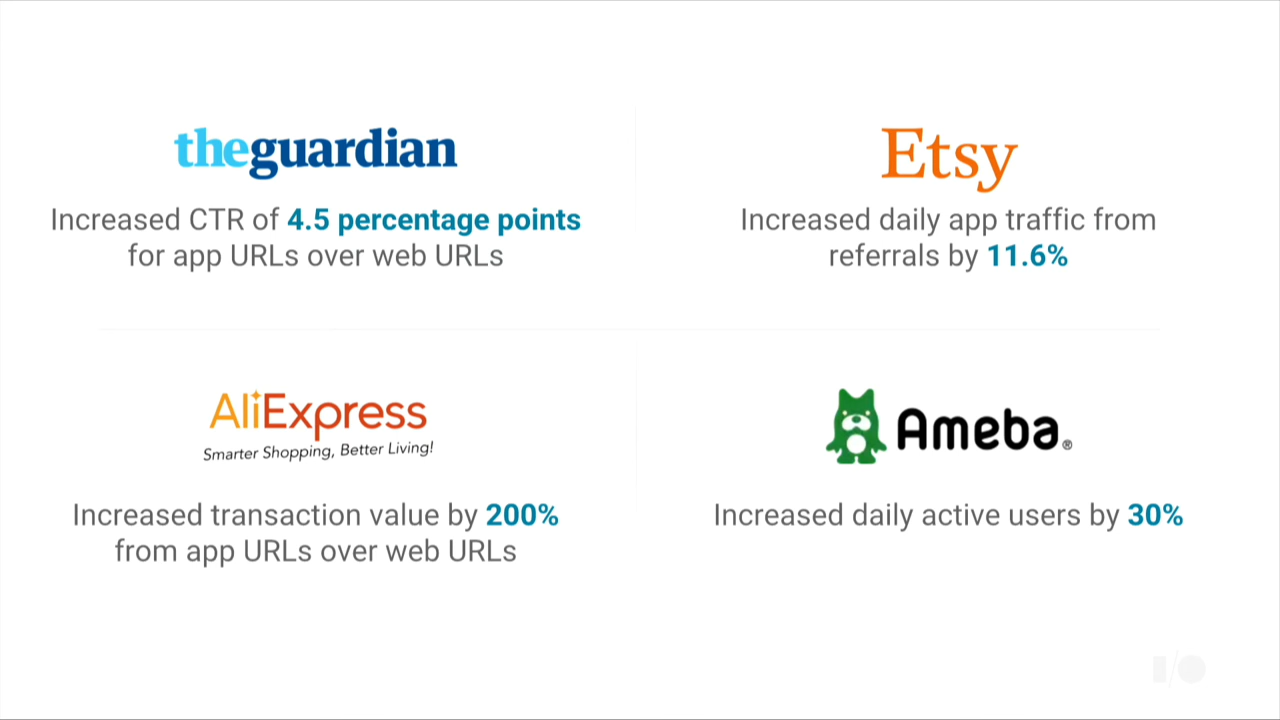 theguardian
Increased CTR of 4.5 percentage points
for app URLs over web URLs
Etsy
Increased daily app traffic from
referrals by 11.6%
AliExpress
Smarter Shopping, Better Living!
Increased transaction value by 200%
from app URLs over web URLs
Ameba®
Increased daily active users by 30%
I/O